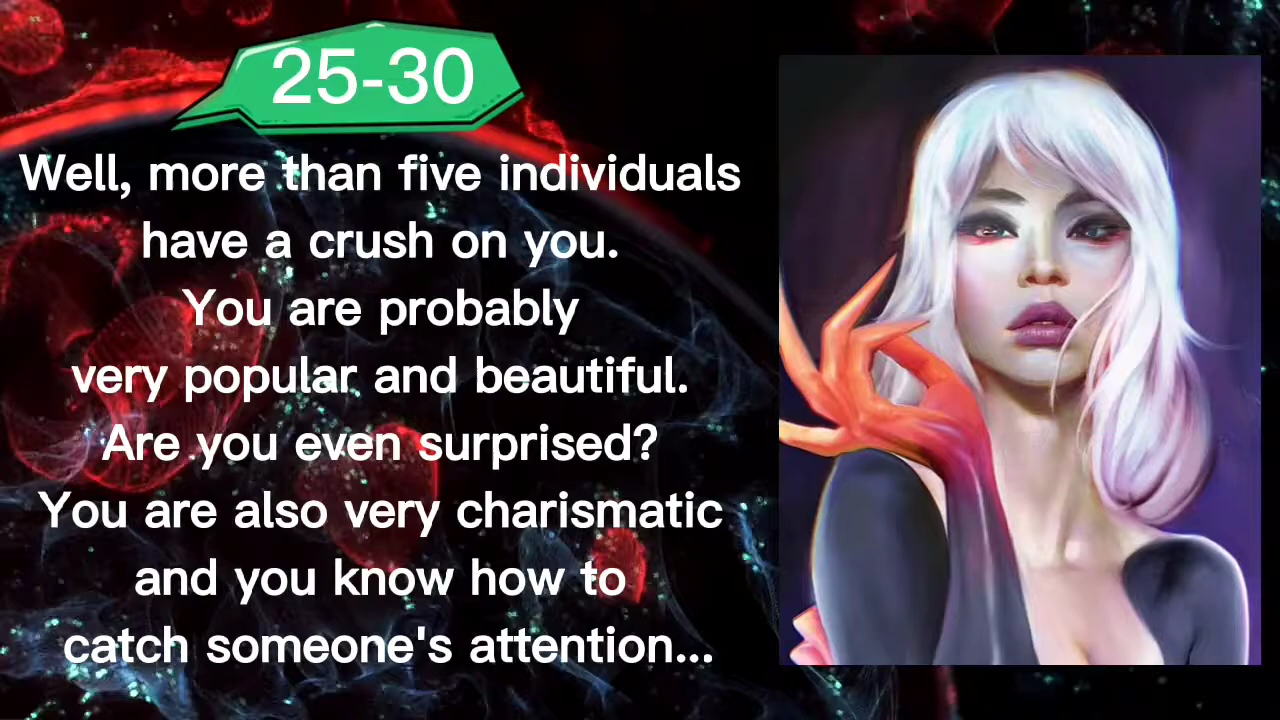 25-30
Well, more than five individuals
have a crush on you.
You are probably
very popular and beautiful.
Are you even surprised?
You are also very charismatic
and you know how to
catch someone's attention...